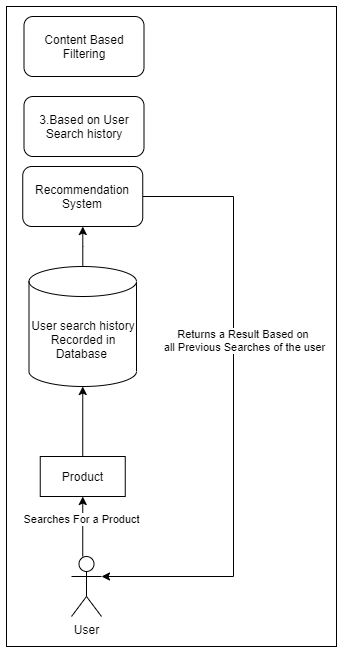 Content Based
Filtering
3.Based on User
Search history
Recommendation
System
User search history
Recorded in
Database
Returns a Result Based on
all Previous Searches of the user
Product
Searches For a Product
User